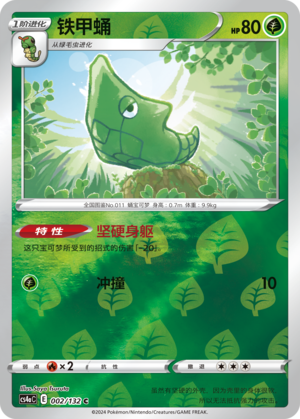 1阶进化
铁甲蛹
HP80
从绿毛虫进化
全国图鉴No.011 蛹宝可梦 身高:0.7m 体重:9.9kg
特性 坚硬身躯
这只宝可梦所受到的招式的伤害「-20」。
冲撞 10
弱点 ×2 抗性 撤退
Illus.Saya Tsuruta
CS4aC E 002/132 C
©2024 Pokémon/Nintendo/Creatures/GAME FREAK.